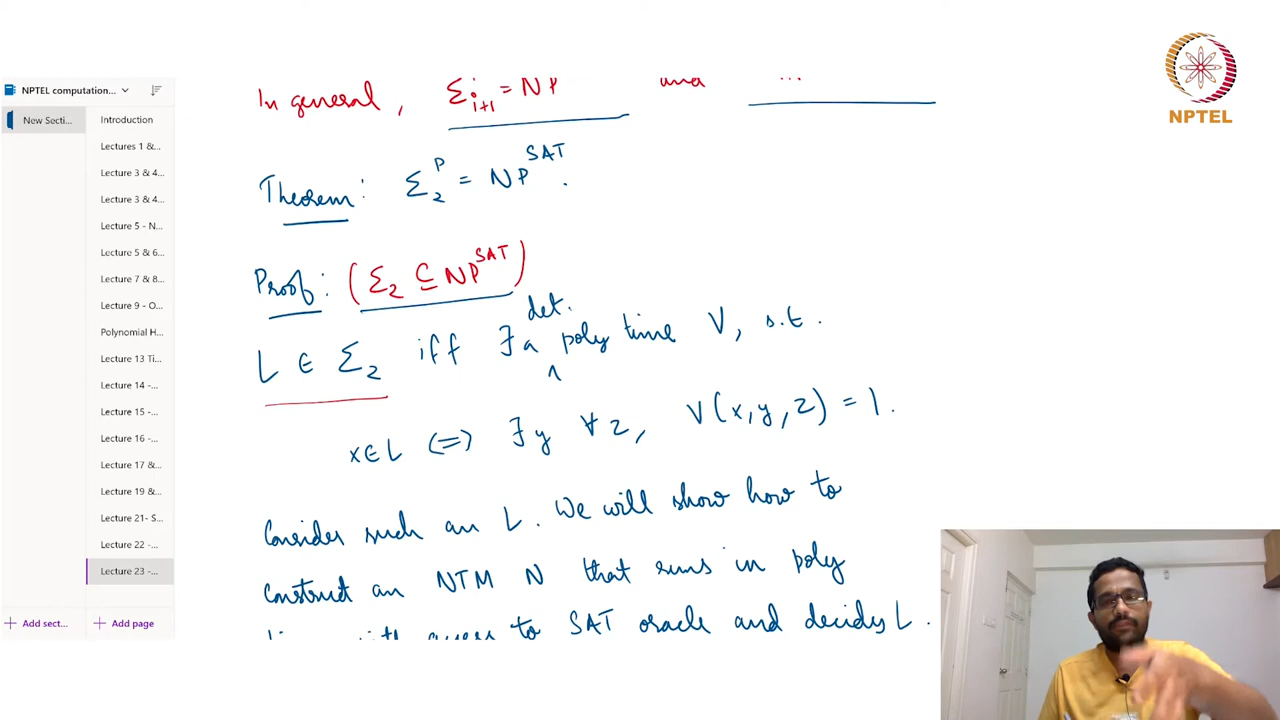 NPTEL
NPTEL computation...
New Secti...
Introduction
Lectures 1 &...
Lecture 3 & 4...
Lecture 3 & 4...
Lecture 5 - N...
Lecture 5 & 6...
Lecture 7 & 8...
Lecture 9 - O...
Polynomial H...
Lecture 13 Ti...
Lecture 14 -...
Lecture 15 -...
Lecture 16 -...
Lecture 17 &...
Lecture 19 &...
Lecture 21- S...
Lecture 22 -...
Lecture 23 -...
Add sect...
Add page
In general, Σ_{i+1} = NP and
Theorem: Σ₂^P = NP^SAT.
Proof: (Σ₂ ⊆ NP^SAT)
L ∈ Σ₂ iff ∃ a det. poly time V, s.t.
x∈L ⟺ ∃y ∀z, V(x,y,z) = 1.
Consider such an L. We will show how to
construct an NTM N that runs in poly
access to SAT oracle and decides L.